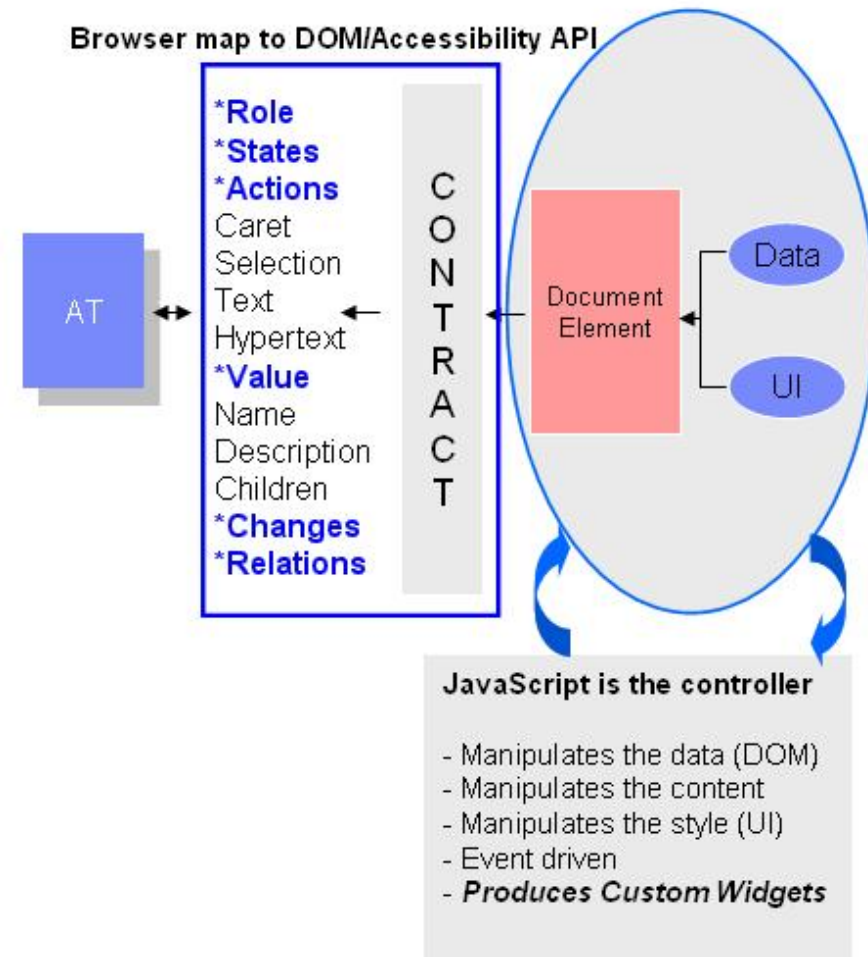 Browser map to DOM/Accessibility API
AT
*Role
*States
*Actions
Caret
Selection
Text
Hypertext
*Value
Name
Description
Children
*Changes
*Relations
CONTRACT
Document
Element
Data
UI
JavaScript is the controller
- Manipulates the data (DOM)
- Manipulates the content
- Manipulates the style (UI)
- Event driven
- Produces Custom Widgets